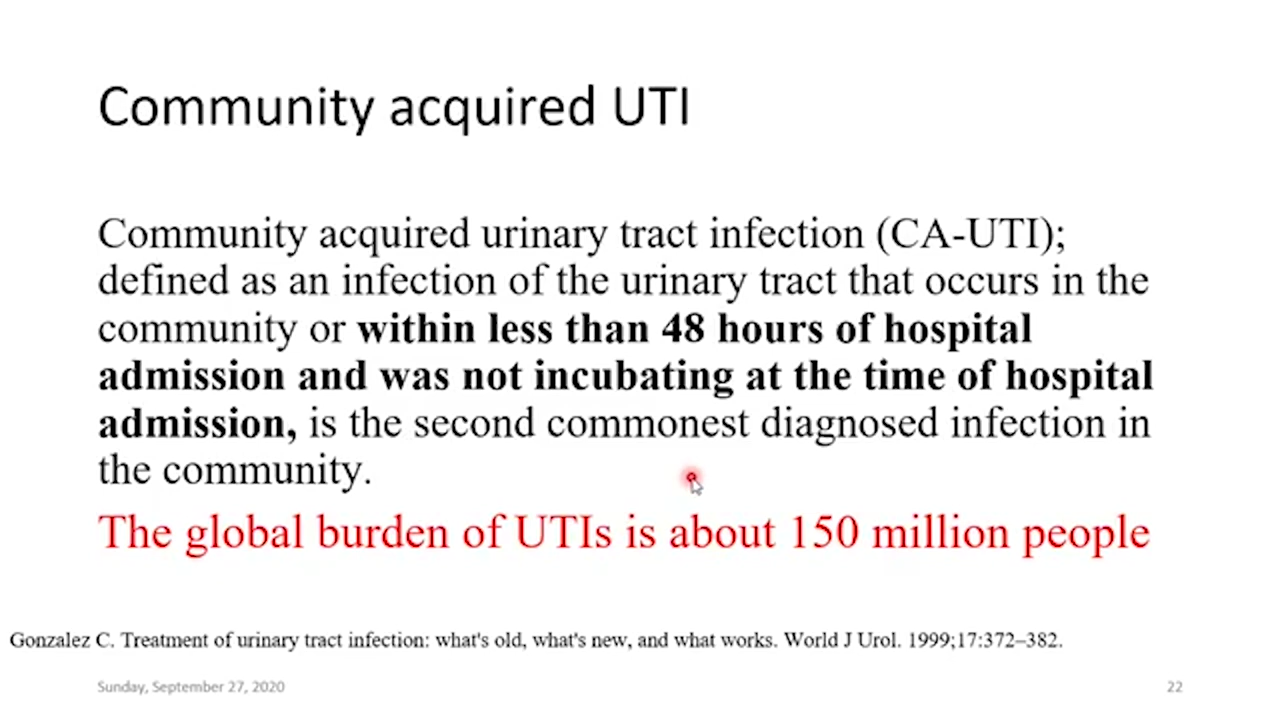 Community acquired UTI
Community acquired urinary tract infection (CA-UTI);
defined as an infection of the urinary tract that occurs in the
community or within less than 48 hours of hospital
admission and was not incubating at the time of hospital
admission, is the second commonest diagnosed infection in
the community.
The global burden of UTIs is about 150 million people
Gonzalez C. Treatment of urinary tract infection: what's old, what's new, and what works. World J Urol. 1999;17:372–382.
Sunday, September 27, 2020
22